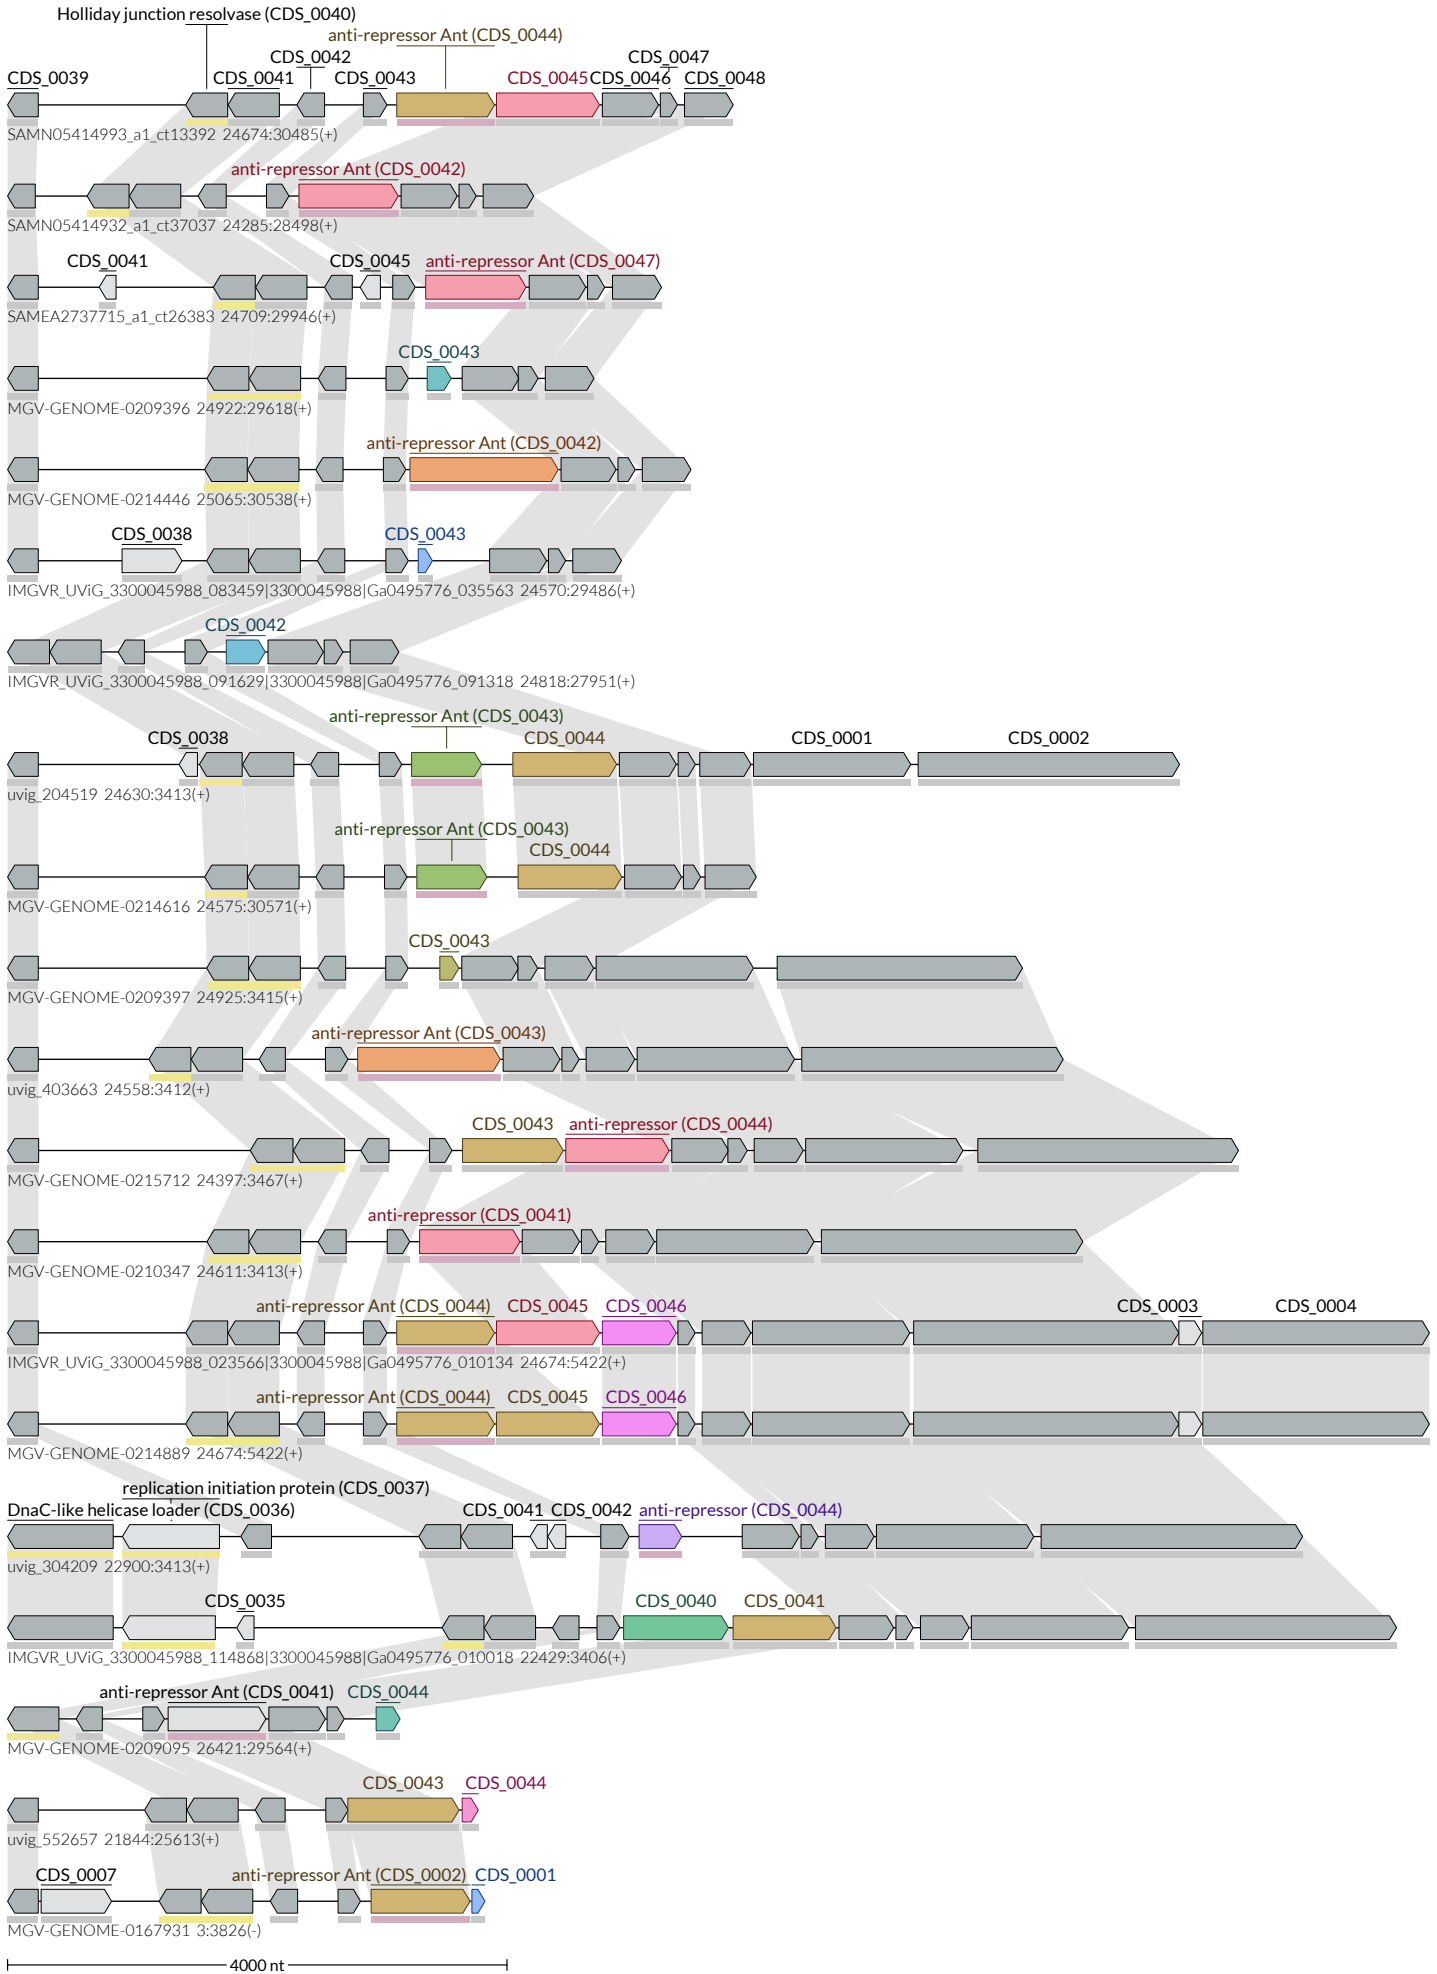 Holliday junction resolvase (CDS_0040)
anti-repressor Ant (CDS_0044)
CDS_0042 CDS_0047
CDS_0039 CDS_0041 CDS_0043 CDS_0045 CDS_0046 CDS_0048
SAMN05414993_a1_ct13392 24674:30485(+)
anti-repressor Ant (CDS_0042)
SAMN05414932_a1_ct37037 24285:28498(+)
CDS_0041 CDS_0045 anti-repressor Ant (CDS_0047)
SAMEA2737715_a1_ct26383 24709:29946(+)
CDS_0043
MGV-GENOME-0209396 24922:29618(+)
anti-repressor Ant (CDS_0042)
MGV-GENOME-0214446 25065:30538(+)
CDS_0038 CDS_0043
IMGVR_UViG_3300045988_083459|3300045988|Ga0495776_035563 24570:29486(+)
CDS_0042
IMGVR_UViG_3300045988_091629|3300045988|Ga0495776_091318 24818:27951(+)
anti-repressor Ant (CDS_0043)
CDS_0038 CDS_0044 CDS_0001 CDS_0002
uvig_204519 24630:3413(+)
anti-repressor Ant (CDS_0043)
CDS_0044
MGV-GENOME-0214616 24575:30571(+)
CDS_0043
MGV-GENOME-0209397 24925:3415(+)
anti-repressor Ant (CDS_0043)
uvig_403663 24558:3412(+)
CDS_0043 anti-repressor (CDS_0044)
MGV-GENOME-0215712 24397:3467(+)
anti-repressor (CDS_0041)
MGV-GENOME-0210347 24611:3413(+)
anti-repressor Ant (CDS_0044) CDS_0045 CDS_0046 CDS_0003 CDS_0004
IMGVR_UViG_3300045988_023566|3300045988|Ga0495776_010134 24674:5422(+)
anti-repressor Ant (CDS_0044) CDS_0045 CDS_0046
MGV-GENOME-0214889 24674:5422(+)
replication initiation protein (CDS_0037)
DnaC-like helicase loader (CDS_0036) CDS_0041 CDS_0042 anti-repressor (CDS_0044)
uvig_304209 22900:3413(+)
CDS_0035 CDS_0040 CDS_0041
IMGVR_UViG_3300045988_114868|3300045988|Ga0495776_010018 22429:3406(+)
anti-repressor Ant (CDS_0041) CDS_0044
MGV-GENOME-0209095 26421:29564(+)
CDS_0043 CDS_0044
uvig_552657 21844:25613(+)
CDS_0007 anti-repressor Ant (CDS_0002) CDS_0001
MGV-GENOME-0167931 3:3826(-)
4000 nt